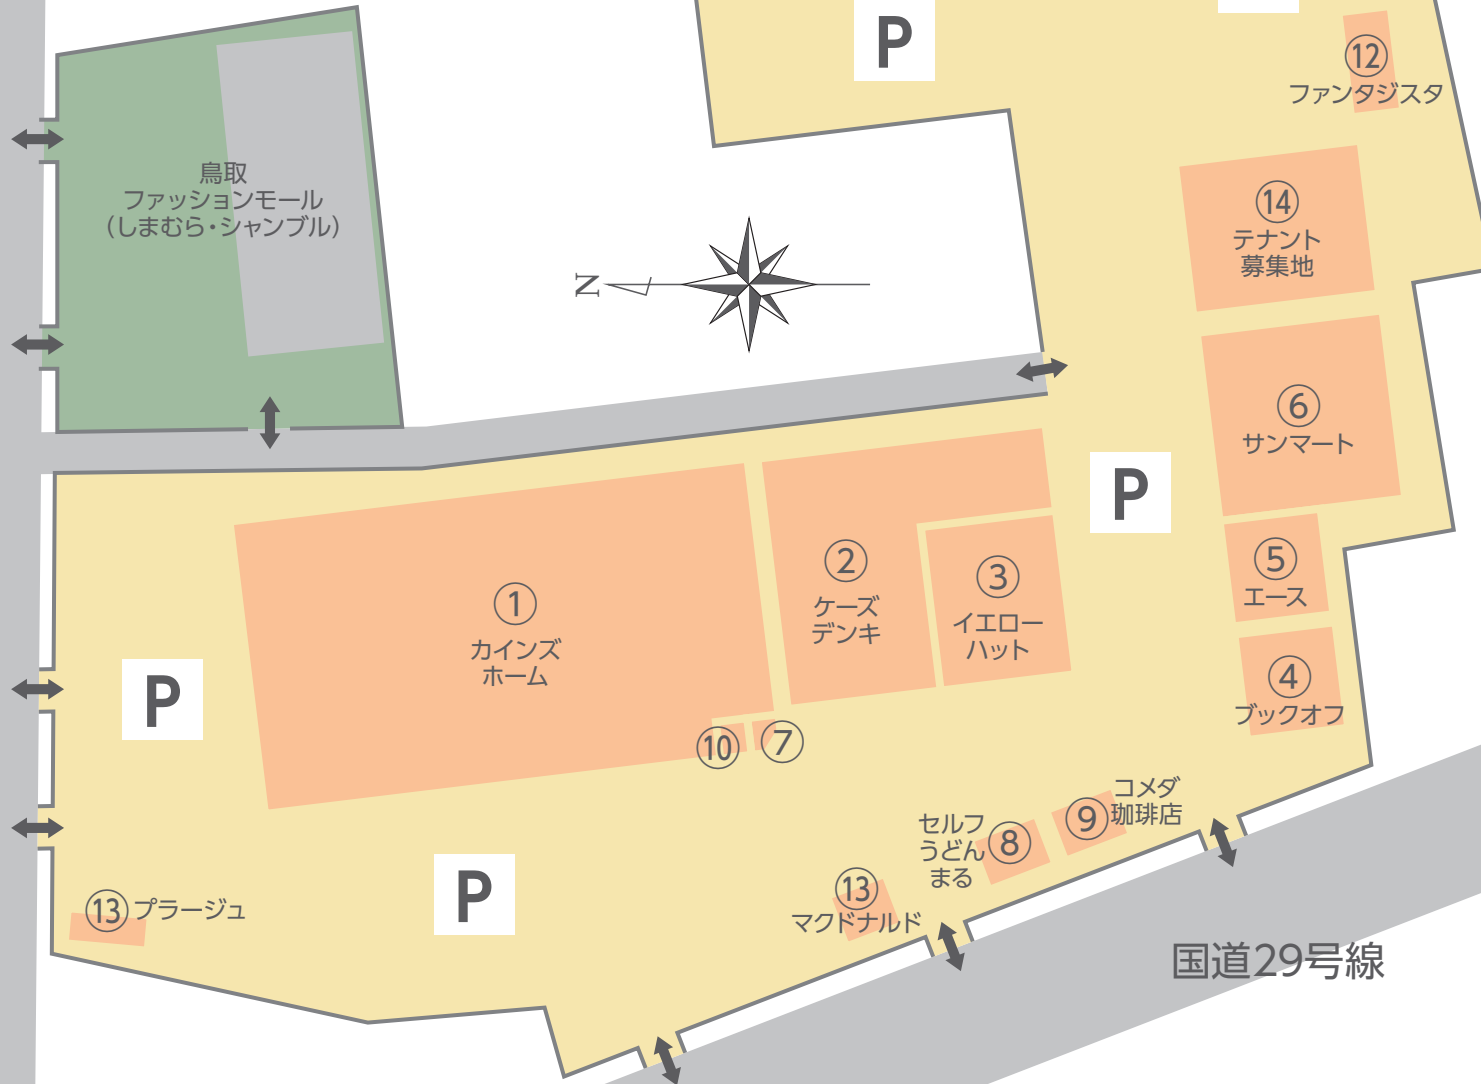 P
⑫
ファンタジスタ
鳥取
ファッションモール
(しまむら・シャンブル)
⑭
テナント
募集地
N
⑥
サンマート
P
②
ケーズ
デンキ
③
イエロー
ハット
⑤
エース
①
カインズ
ホーム
④
ブックオフ
P
⑩
⑦
コメダ
珈琲店
⑨
セルフ
うどん
まる
⑧
P
⑬
マクドナルド
⑬プラージュ
国道29号線